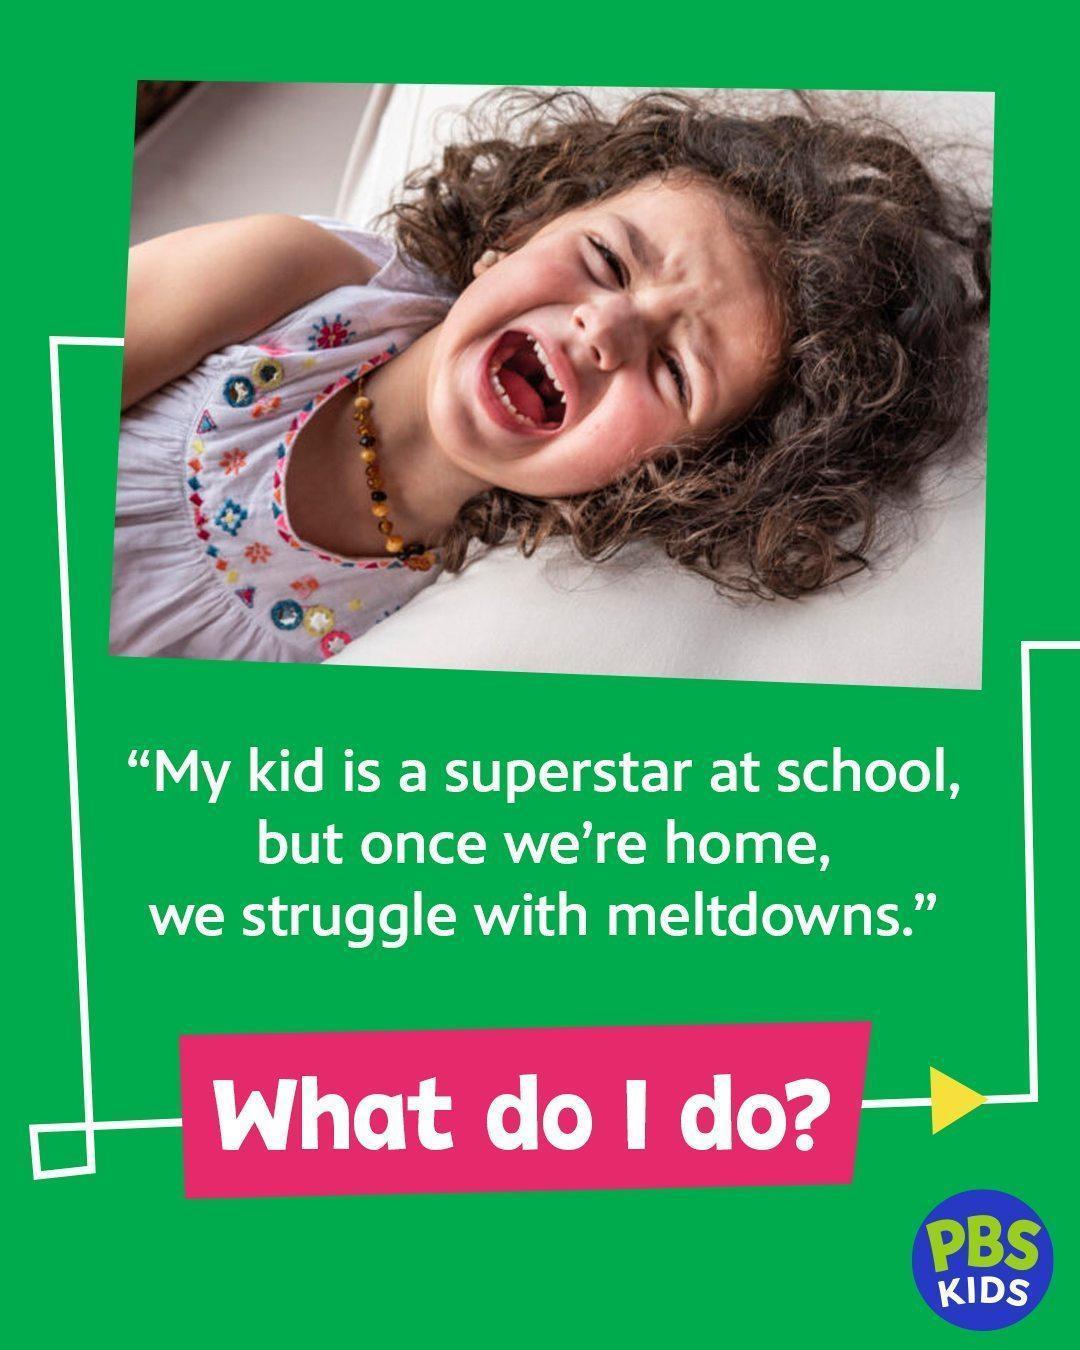 “My kid is a superstar at school,
but once we’re home,
we struggle with meltdowns.”
What do I do?
PBS
KIDS